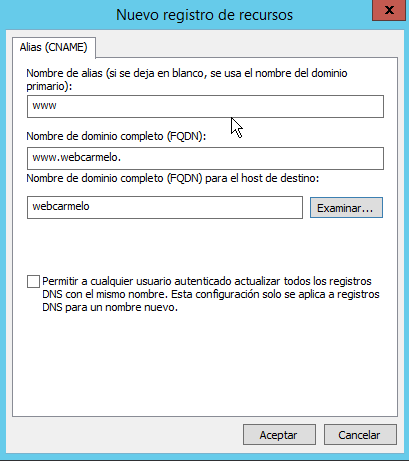 Nuevo registro de recursos
x
Alias (CNAME)
Nombre de alias (si se deja en blanco, se usa el nombre del dominio
primario):
www
Nombre de dominio completo (FQDN):
www.webcarmelo.
Nombre de dominio completo (FQDN) para el host de destino:
webcarmelo
Examinar...
Permitir a cualquier usuario autenticado actualizar todos los registros
DNS con el mismo nombre. Esta configuración solo se aplica a registros
DNS para un nombre nuevo.
Aceptar
Cancelar